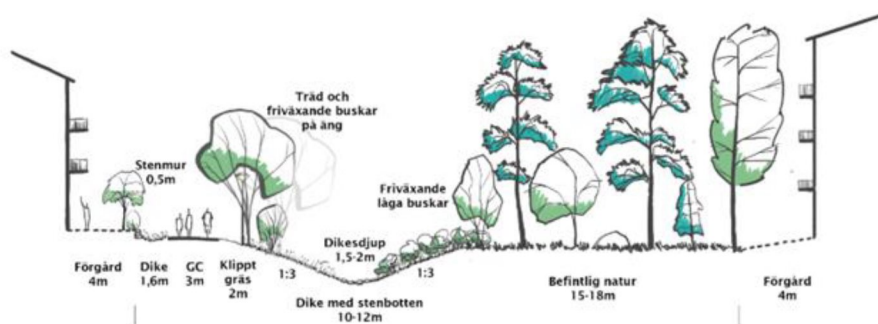 Träd och
friväxande buskar
på äng
Stenmur
0,5m
Friväxande
låga buskar
Dikesdjup
1,5-2m
1:3
1:3
Förgård
4m
Dike
1,6m
GC
3m
Klippt
gräs
2m
Dike med stenbotten
10-12m
Befintlig natur
15-18m
Förgård
4m